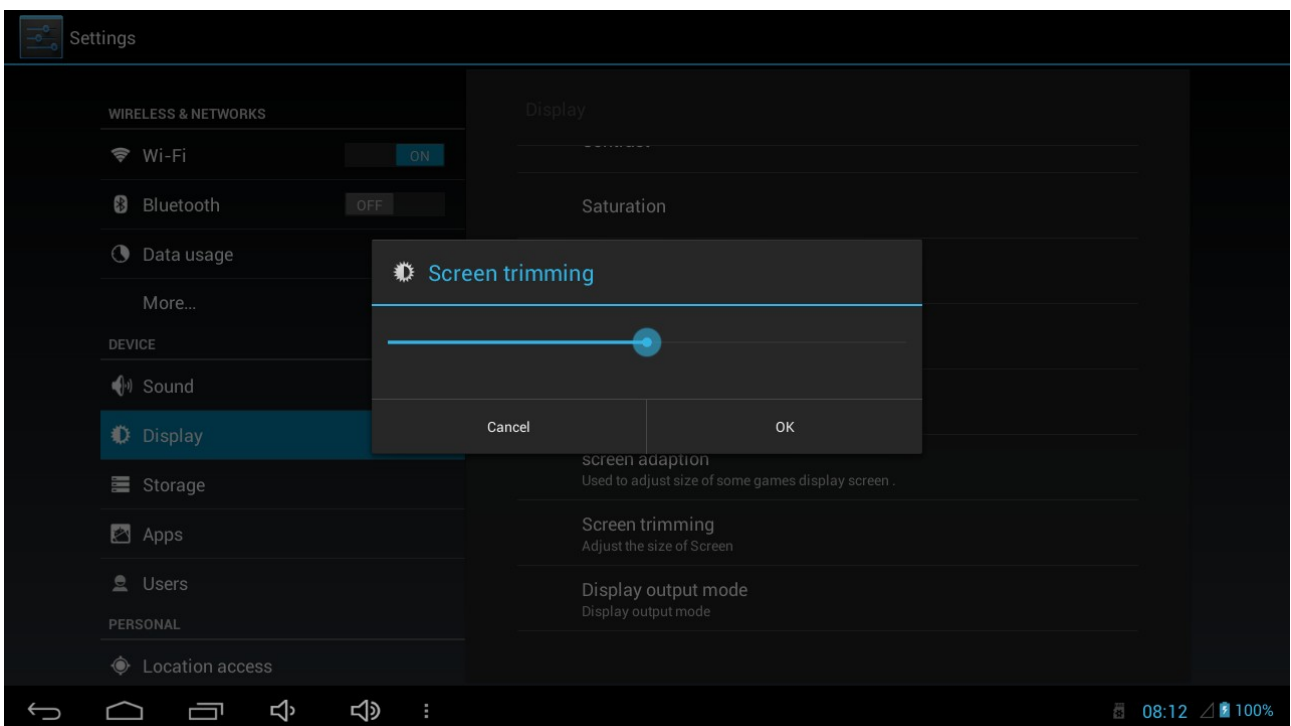 Settings
WIRELESS & NETWORKS
Wi-Fi
ON
Bluetooth
OFF
Data usage
More...
DEVICE
Sound
Display
Storage
Apps
Users
PERSONAL
Location access
Display
Contrast
Saturation
Screen trimming
Cancel
OK
screen adaption
Used to adjust size of some games display screen .
Screen trimming
Adjust the size of Screen
Display output mode
Display output mode
08:12
100%